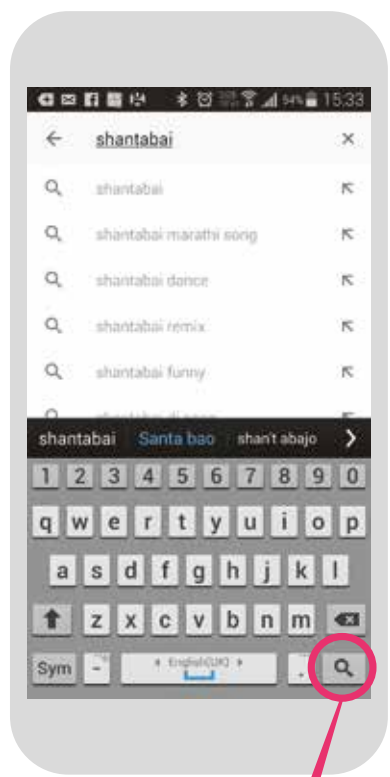 94% 15:33
shantabai
shantabai
shantabai marathi song
shantabai dance
shantabai remix
shantabai funny
shantabai Santa bao shan't abajo
1 2 3 4 5 6 7 8 9 0
q w e r t y u i o p
a s d f g h j k l
z x c v b n m
Sym - English(UK) .